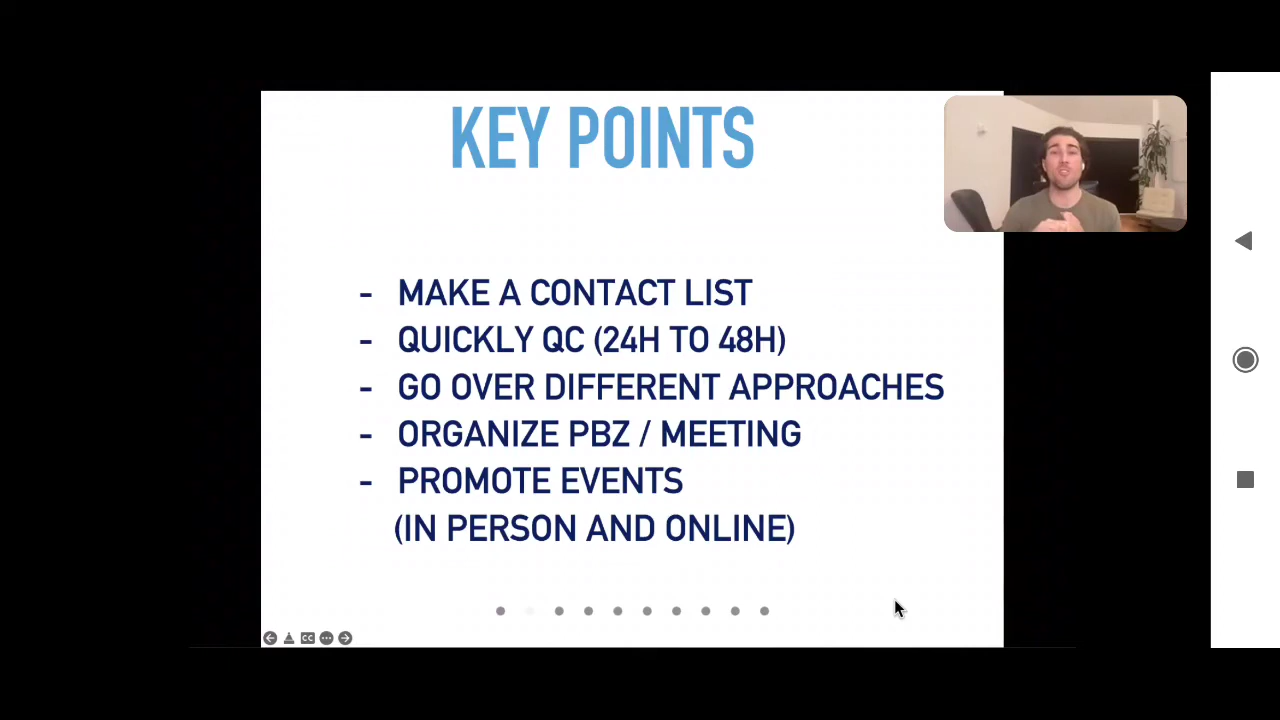 KEY POINTS
- MAKE A CONTACT LIST
- QUICKLY QC (24H TO 48H)
- GO OVER DIFFERENT APPROACHES
- ORGANIZE PBZ / MEETING
- PROMOTE EVENTS
(IN PERSON AND ONLINE)
CC